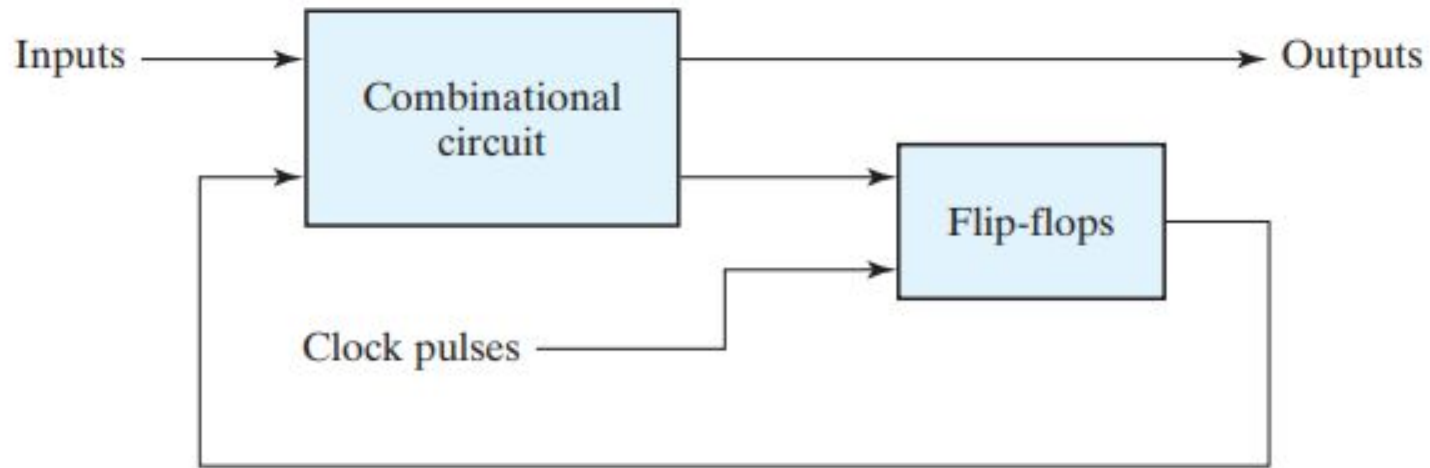 Inputs
Combinational
circuit
Outputs
Flip-flops
Clock pulses